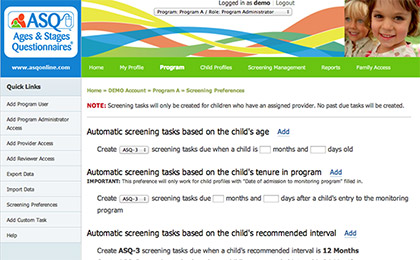 Logged in as demo Logout
Program: Program A / Role: Program Administrator
ASQ
Ages & Stages
Questionnaires®
www.asqonline.com
Home My Profile Program Child Profiles Screening Management Reports Family Access
Quick Links
Add Program User
Add Program Administrator
Access
Add Provider Access
Add Reviewer Access
Export Data
Import Data
Screening Preferences
Add Custom Task
Help
Home » DEMO Account » Program A » Screening Preferences
NOTE: Screening tasks will only be created for children who have an assigned provider. No past due tasks will be created.
Automatic screening tasks based on the child's age Add
Create ASQ-3 screening tasks due when a child is months and days old
Automatic screening tasks based on the child's tenure in program Add
IMPORTANT: This preference will only work for child profiles with "Date of admission to monitoring program" filled in.
Create ASQ-3 screening tasks due months and days after a child's entry to the monitoring
program
Automatic screening tasks based on the child's recommended interval Add
Create ASQ-3 screening tasks due when a child's recommended interval is 12 Months